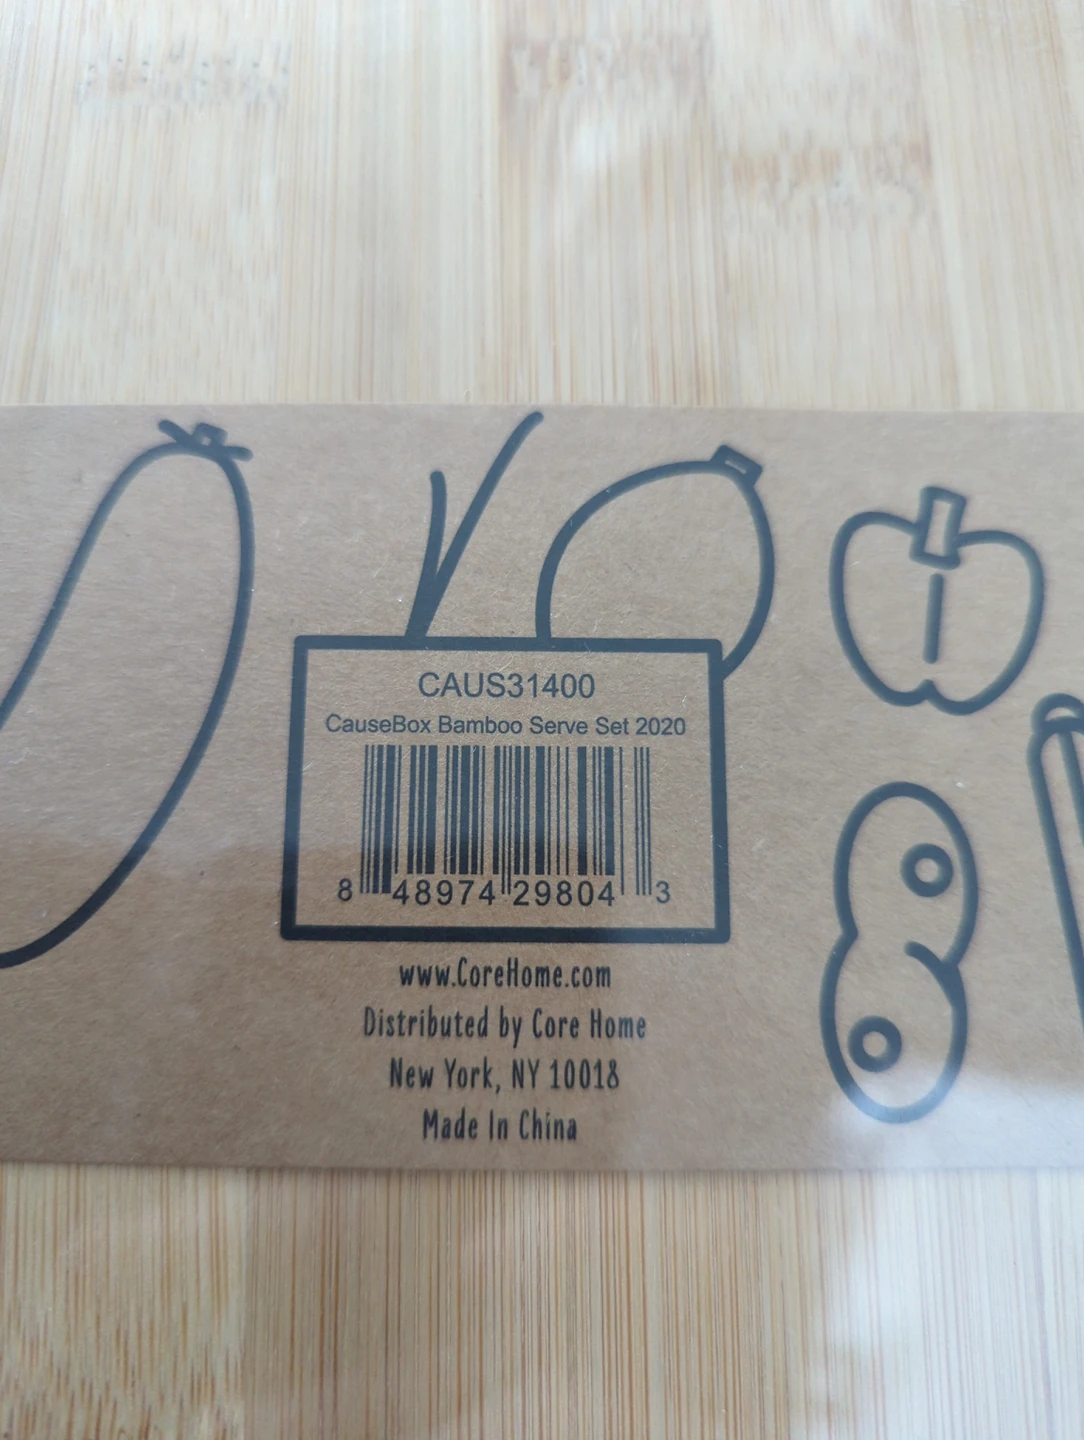 CAUS31400
CauseBox Bamboo Serve Set 2020
8 48974 29804 3
www.CoreHome.com
Distributed by Core Home
New York, NY 10018
Made In China